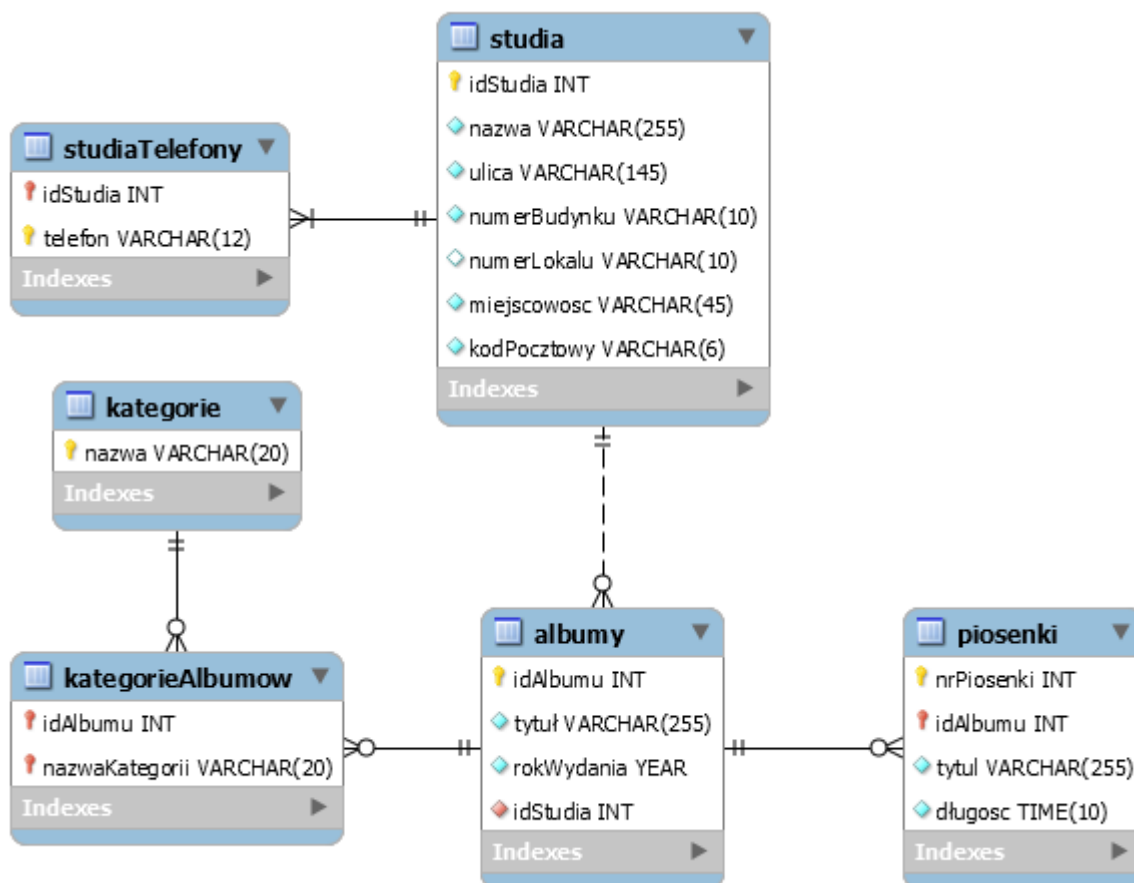 studia
idStudia INT
nazwa VARCHAR(255)
ulica VARCHAR(145)
numerBudynku VARCHAR(10)
numerLokalu VARCHAR(10)
miejscowosc VARCHAR(45)
kodPocztowy VARCHAR(6)
Indexes
studiaTelefony
idStudia INT
telefon VARCHAR(12)
Indexes
kategorie
nazwa VARCHAR(20)
Indexes
kategorieAlbumow
idAlbumu INT
nazwaKategorii VARCHAR(20)
Indexes
albumy
idAlbumu INT
tytuł VARCHAR(255)
rokWydania YEAR
idStudia INT
Indexes
piosenki
nrPiosenki INT
idAlbumu INT
tytul VARCHAR(255)
długosc TIME(10)
Indexes